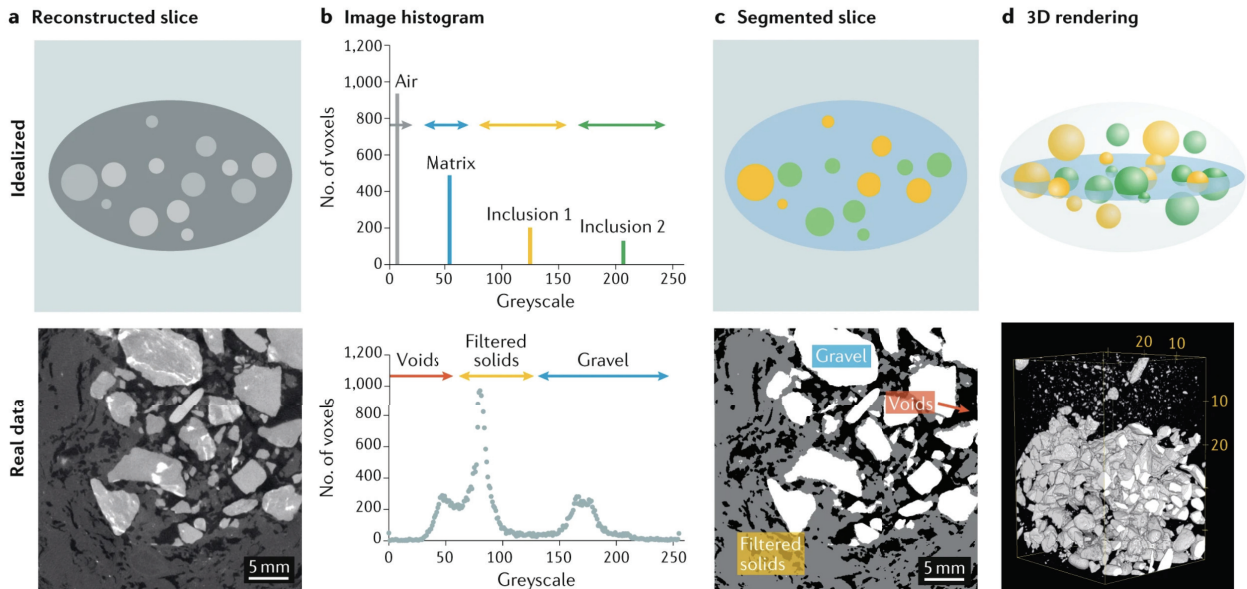 a Reconstructed slice
b Image histogram
c Segmented slice
d 3D rendering
Idealized
No. of voxels
1,200
1,000
800
600
400
200
0
Air
Matrix
Inclusion 1
Inclusion 2
0
50
100
150
200
250
Greyscale
Real data
5 mm
No. of voxels
1,200
1,000
800
600
400
200
0
Voids
Filtered
solids
Gravel
0
50
100
150
200
250
Greyscale
Gravel
Voids
Filtered
solids
5 mm
20
10
10
20